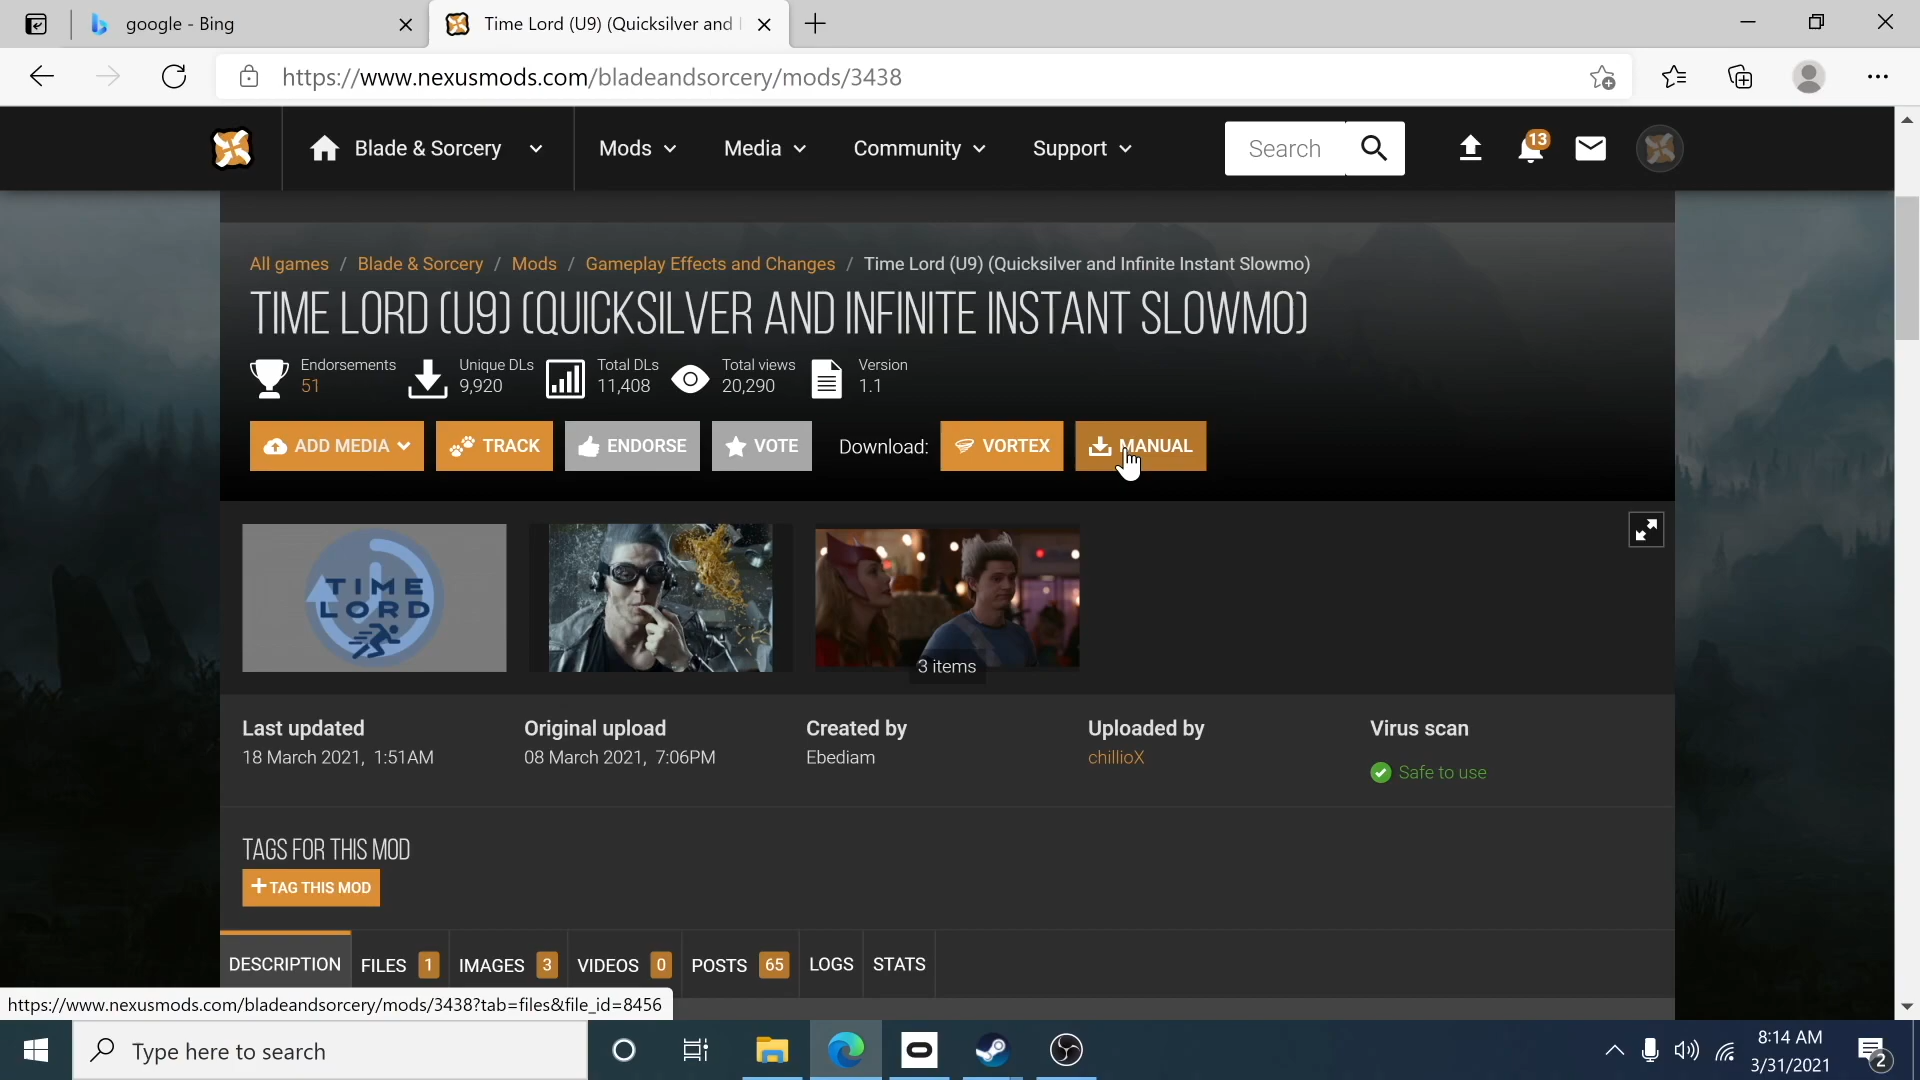 google - Bing
Time Lord (U9) (Quicksilver and
https://www.nexusmods.com/bladeandsorcery/mods/3438
Blade & Sorcery
Mods
Media
Community
Support
Search
13
All games / Blade & Sorcery / Mods / Gameplay Effects and Changes / Time Lord (U9) (Quicksilver and Infinite Instant Slowmo)
TIME LORD (U9) (QUICKSILVER AND INFINITE INSTANT SLOWMO)
Endorsements
51
Unique DLs
9,920
Total DLs
11,408
Total views
20,290
Version
1.1
ADD MEDIA
TRACK
ENDORSE
VOTE
Download:
VORTEX
MANUAL
TIME
LORD
3 items
Last updated
18 March 2021, 1:51AM
Original upload
08 March 2021, 7:06PM
Created by
Ebediam
Uploaded by
chillioX
Virus scan
Safe to use
TAGS FOR THIS MOD
+ TAG THIS MOD
DESCRIPTION
FILES 1
IMAGES 3
VIDEOS 0
POSTS 65
LOGS
STATS
https://www.nexusmods.com/bladeandsorcery/mods/3438?tab=files&file_id=8456
Type here to search
8:14 AM
3/31/2021
2